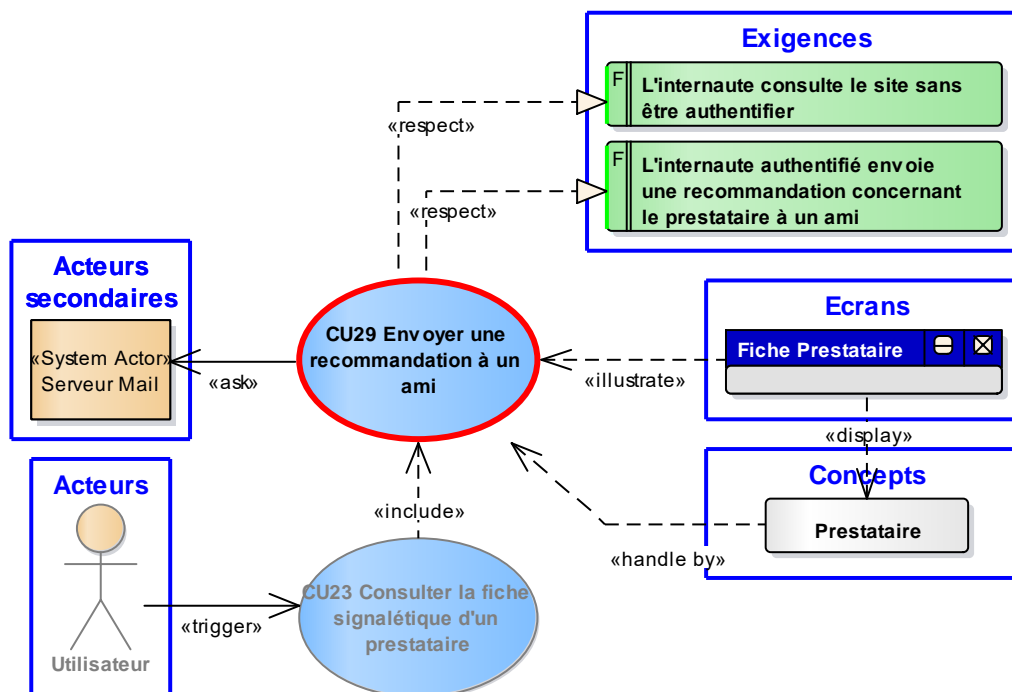 Exigences
F
L'internaute consulte le site sans
être authentifier
«respect»
F
L'internaute authentifié envoie
une recommandation concernant
le prestataire à un ami
«respect»
Acteurs
secondaires
«System Actor»
Serveur Mail
«ask»
CU29 Envoyer une
recommandation à un
ami
Ecrans
Fiche Prestataire
«illustrate»
«display»
Concepts
Prestataire
«handle by»
Acteurs
Utilisateur
«trigger»
«include»
CU23 Consulter la fiche
signalétique d'un
prestataire